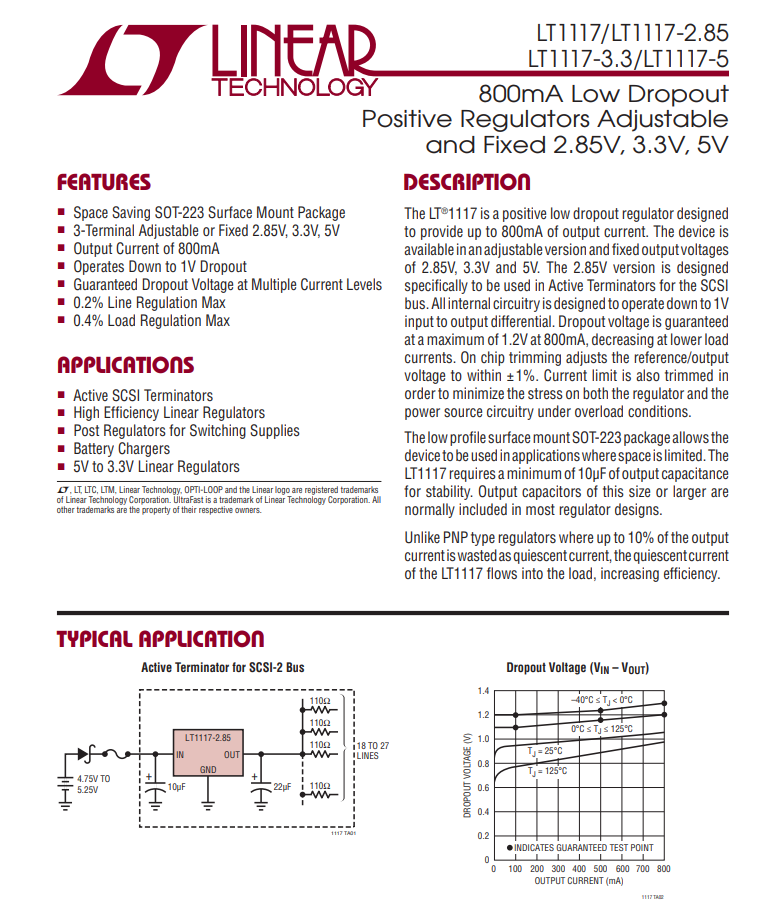 LINEAR
TECHNOLOGY
LT1117/LT1117-2.85
LT1117-3.3/LT1117-5
800mA Low Dropout
Positive Regulators Adjustable
and Fixed 2.85V, 3.3V, 5V
FEATURES
■ Space Saving SOT-223 Surface Mount Package
■ 3-Terminal Adjustable or Fixed 2.85V, 3.3V, 5V
■ Output Current of 800mA
■ Operates Down to 1V Dropout
■ Guaranteed Dropout Voltage at Multiple Current Levels
■ 0.2% Line Regulation Max
■ 0.4% Load Regulation Max
APPLICATIONS
■ Active SCSI Terminators
■ High Efficiency Linear Regulators
■ Post Regulators for Switching Supplies
■ Battery Chargers
■ 5V to 3.3V Linear Regulators
LT, LT, LTC, LTM, Linear Technology, OPTI-LOOP and the Linear logo are registered trademarks
of Linear Technology Corporation. UltraFast is a trademark of Linear Technology Corporation. All
other trademarks are the property of their respective owners.
DESCRIPTION
The LT®1117 is a positive low dropout regulator designed
to provide up to 800mA of output current. The device is
available in an adjustable version and fixed output voltages
of 2.85V, 3.3V and 5V. The 2.85V version is designed
specifically to be used in Active Terminators for the SCSI
bus. All internal circuitry is designed to operate down to 1V
input to output differential. Dropout voltage is guaranteed
at a maximum of 1.2V at 800mA, decreasing at lower load
currents. On chip trimming adjusts the reference/output
voltage to within ±1%. Current limit is also trimmed in
order to minimize the stress on both the regulator and the
power source circuitry under overload conditions.
The low profile surface mount SOT-223 package allows the
device to be used in applications where space is limited. The
LT1117 requires a minimum of 10µF of output capacitance
for stability. Output capacitors of this size or larger are
normally included in most regulator designs.
Unlike PNP type regulators where up to 10% of the output
current is wasted as quiescent current, the quiescent current
of the LT1117 flows into the load, increasing efficiency.
TYPICAL APPLICATION
Active Terminator for SCSI-2 Bus
110Ω
110Ω
LT1117-2.85
110Ω
18 TO 27
LINES
IN
OUT
GND
4.75V TO
5.25V
+
10µF
+
22µF
110Ω
1117 TA01
Dropout Voltage (VIN – VOUT)
DROPOUT VOLTAGE (V)
1.4
1.2
1.0
0.8
0.6
0.4
0.2
0
–40°C ≤ TJ < 0°C
0°C ≤ TJ ≤ 125°C
TJ = 25°C
TJ = 125°C
● INDICATES GUARANTEED TEST POINT
0 100 200 300 400 500 600 700 800
OUTPUT CURRENT (mA)
1117 TA02